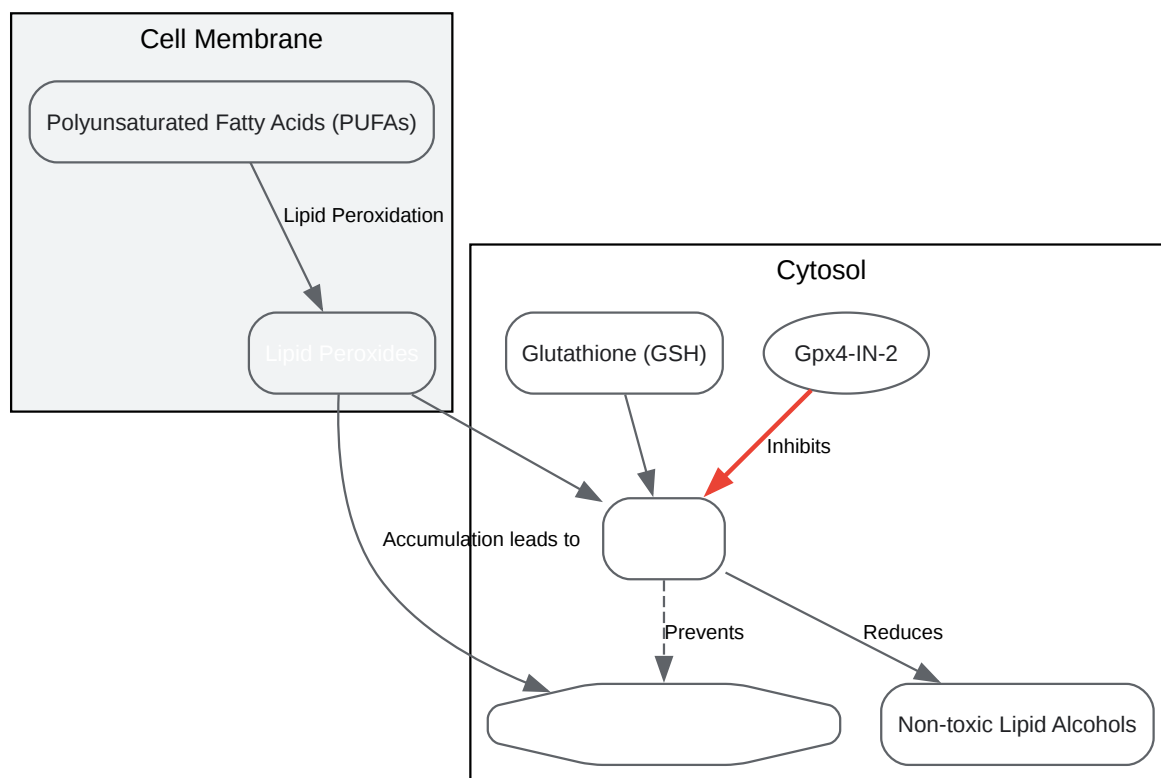 Cell Membrane
Polyunsaturated Fatty Acids (PUFAs)
Lipid Peroxidation
Cytosol
Lipid Peroxides
Glutathione (GSH)
Gpx4-IN-2
Inhibits
Accumulation leads to
Prevents
Reduces
Non-toxic Lipid Alcohols